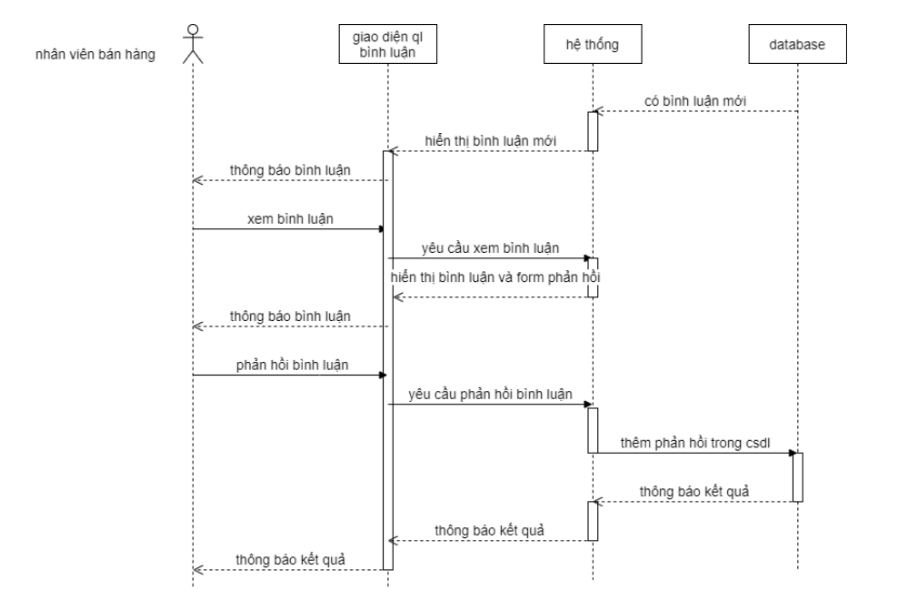 nhân viên bán hàng
giao diện ql
bình luận
hệ thống
database
có bình luận mới
hiển thị bình luận mới
thông báo bình luận
xem bình luận
yêu cầu xem bình luận
hiển thị bình luận và form phản hồi
thông báo bình luận
phản hồi bình luận
yêu cầu phản hồi bình luận
thêm phản hồi trong csdl
thông báo kết quả
thông báo kết quả
thông báo kết quả